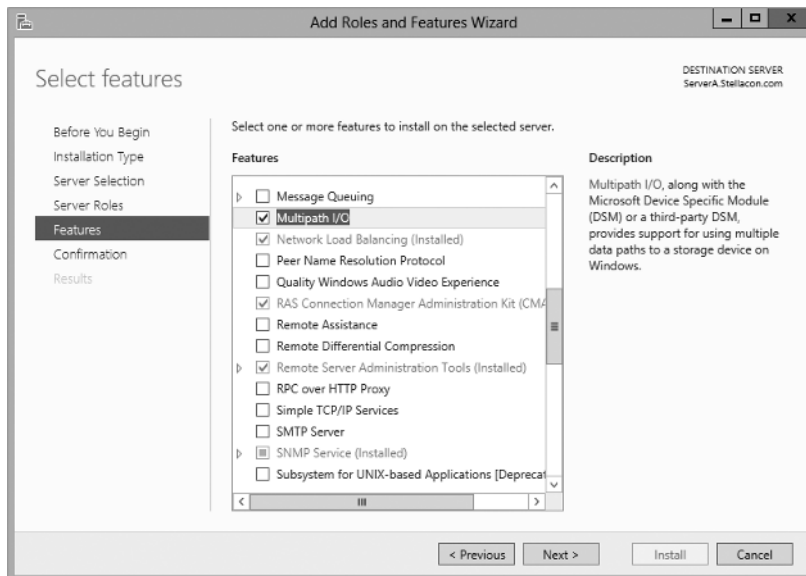 Add Roles and Features Wizard
Select features
DESTINATION SERVER
ServerA.Stellacon.com
Before You Begin
Installation Type
Server Selection
Server Roles
Features
Confirmation
Results
Select one or more features to install on the selected server.
Features
Message Queuing
Multipath I/O
Network Load Balancing (Installed)
Peer Name Resolution Protocol
Quality Windows Audio Video Experience
RAS Connection Manager Administration Kit (CMA
Remote Assistance
Remote Differential Compression
Remote Server Administration Tools (Installed)
RPC over HTTP Proxy
Simple TCP/IP Services
SMTP Server
SNMP Service (Installed)
Subsystem for UNIX-based Applications [Deprecat
Description
Multipath I/O, along with the
Microsoft Device Specific Module
(DSM) or a third-party DSM,
provides support for using multiple
data paths to a storage device on
Windows.
< Previous
Next >
Install
Cancel